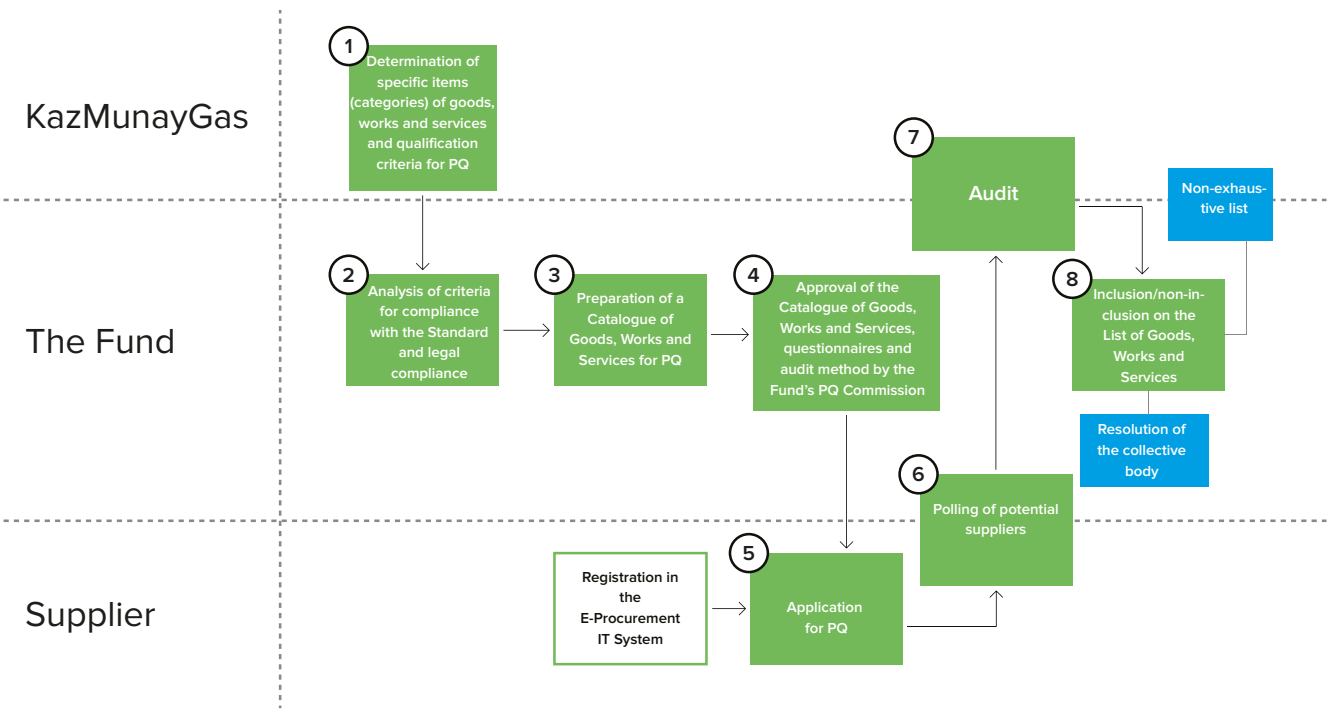 KazMunayGas
1
Determination of
specific items
(categories) of goods,
works and services
and qualification
criteria for PQ
7
Audit
Non-exhaus-
tive list
The Fund
2
Analysis of criteria
for compliance
with the Standard
and legal
compliance
3
Preparation of a
Catalogue of
Goods, Works and
Services for PQ
4
Approval of the
Catalogue of Goods,
Works and Services,
questionnaires and
audit method by the
Fund’s PQ Commission
8
Inclusion/non-in-
clusion on the
List of Goods,
Works and
Services
Resolution of
the collective
body
6
Polling of potential
suppliers
Supplier
Registration in
the
E-Procurement
IT System
5
Application
for PQ